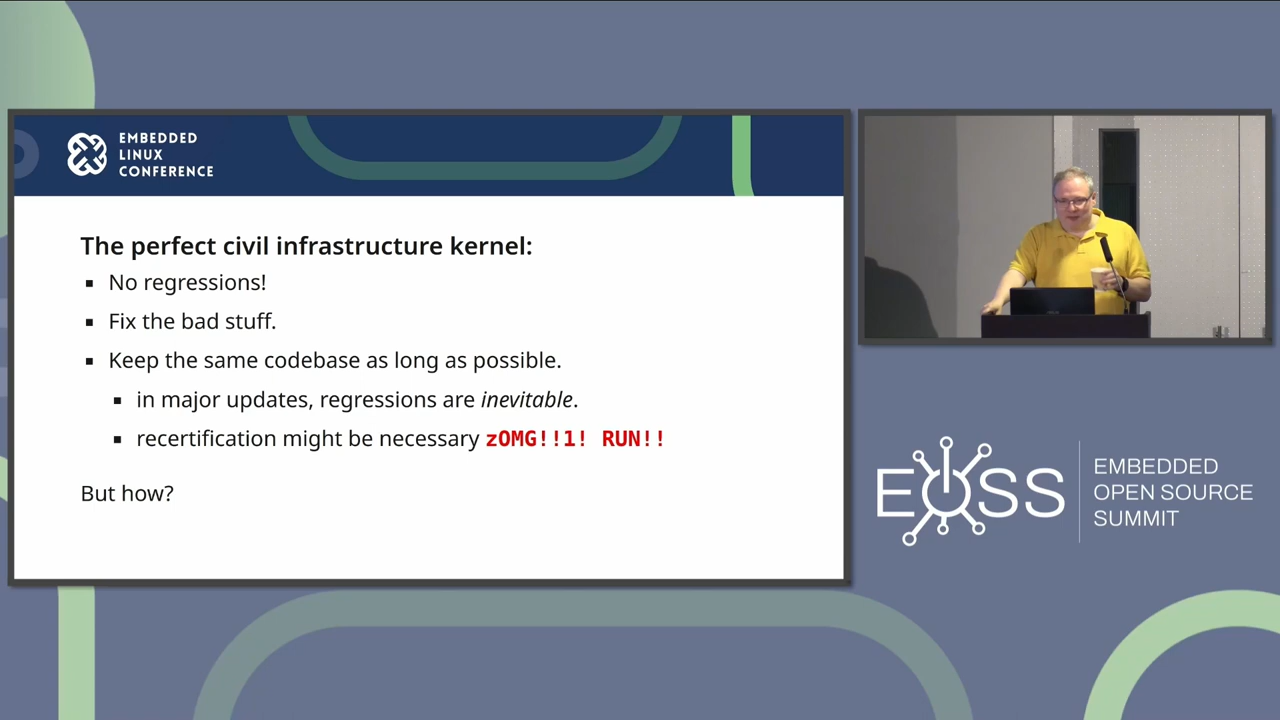 EMBEDDED
LINUX
CONFERENCE
The perfect civil infrastructure kernel:
No regressions!
Fix the bad stuff.
Keep the same codebase as long as possible.
in major updates, regressions are inevitable.
recertification might be necessary zOMG!!1! RUN!!
But how?
EOSS
EMBEDDED
OPEN SOURCE
SUMMIT